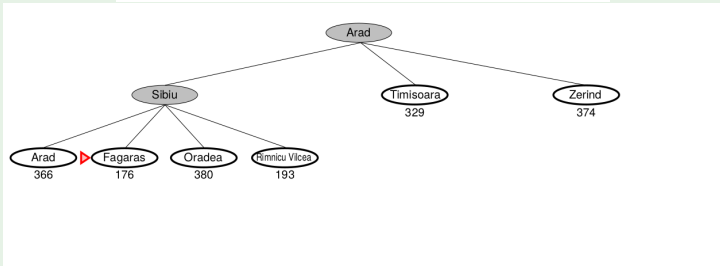 Arad
Sibiu
Timisoara
Zerind
329
374
Arad
Fagaras
Oradea
Rimnicu Vilcea
366
176
380
193